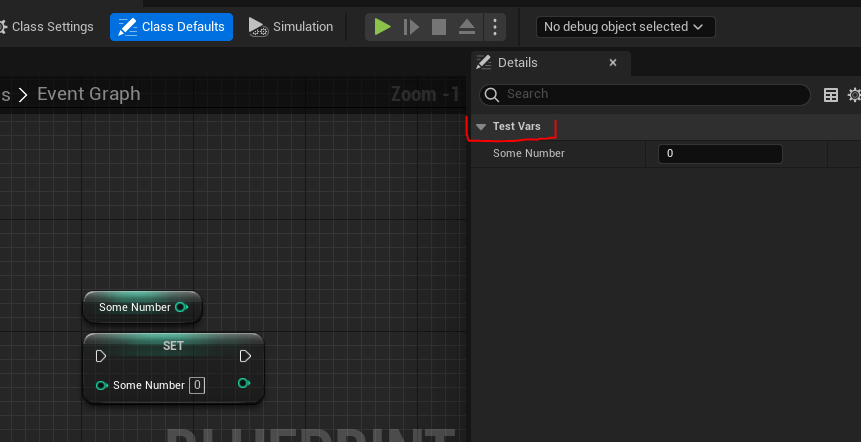 Class Settings
Class Defaults
Simulation
No debug object selected
Details
s > Event Graph
Zoom -1
Search
Test Vars
Some Number
0
Some Number
SET
Some Number 0
BLUEPRINT